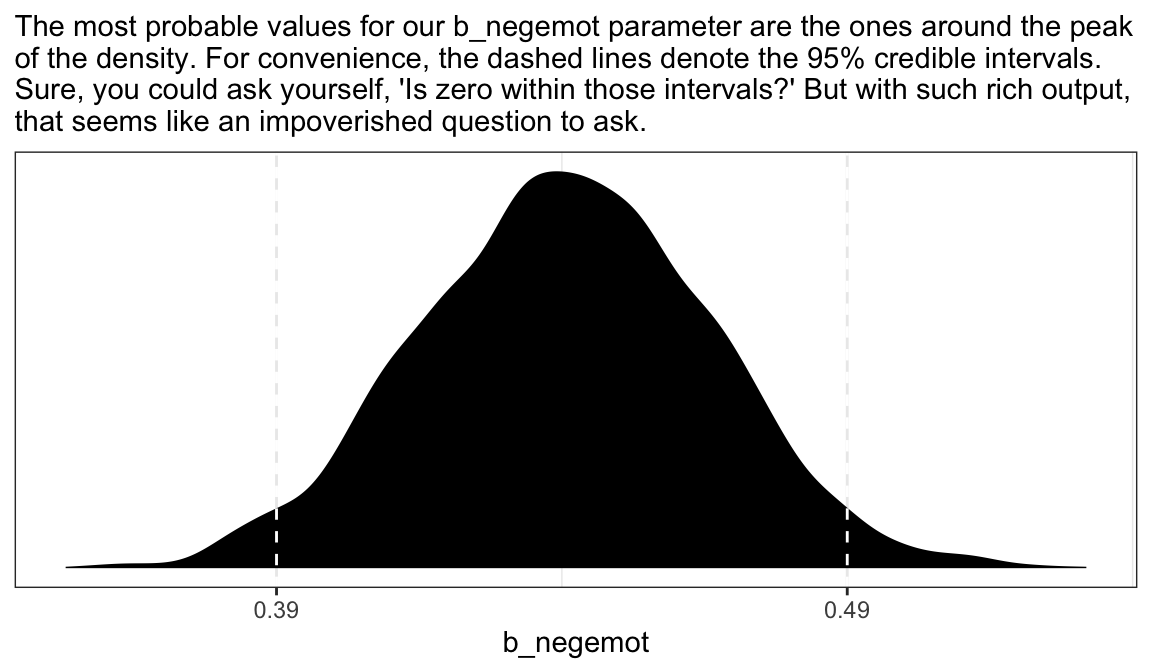 The most probable values for our b_negemot parameter are the ones around the peak
of the density. For convenience, the dashed lines denote the 95% credible intervals.
Sure, you could ask yourself, 'Is zero within those intervals?' But with such rich output,
that seems like an impoverished question to ask.
0.39 0.49
b_negemot